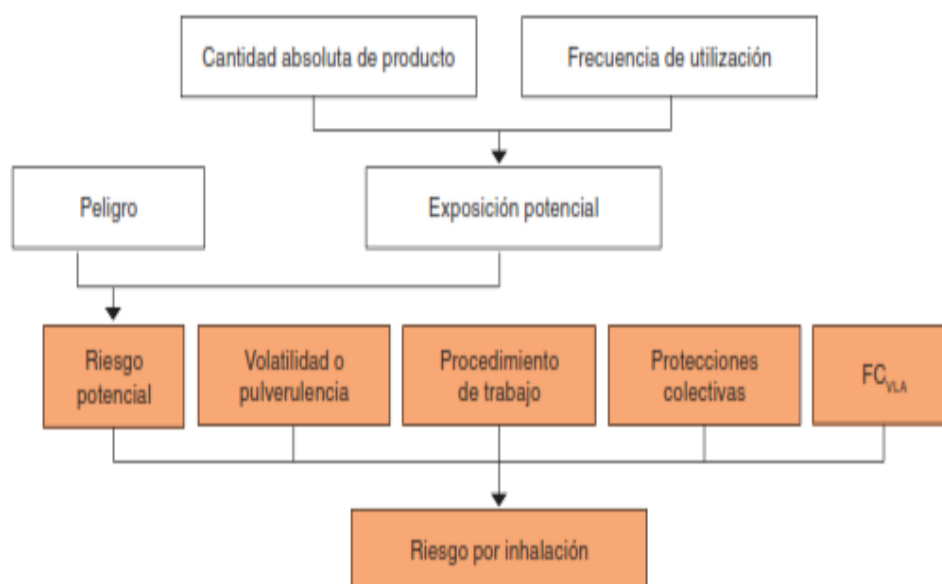 Cantidad absoluta de producto
Frecuencia de utilización
Peligro
Exposición potencial
Riesgo
potencial
Volatilidad o
pulverulencia
Procedimiento
de trabajo
Protecciones
colectivas
FCVLA
Riesgo por inhalación